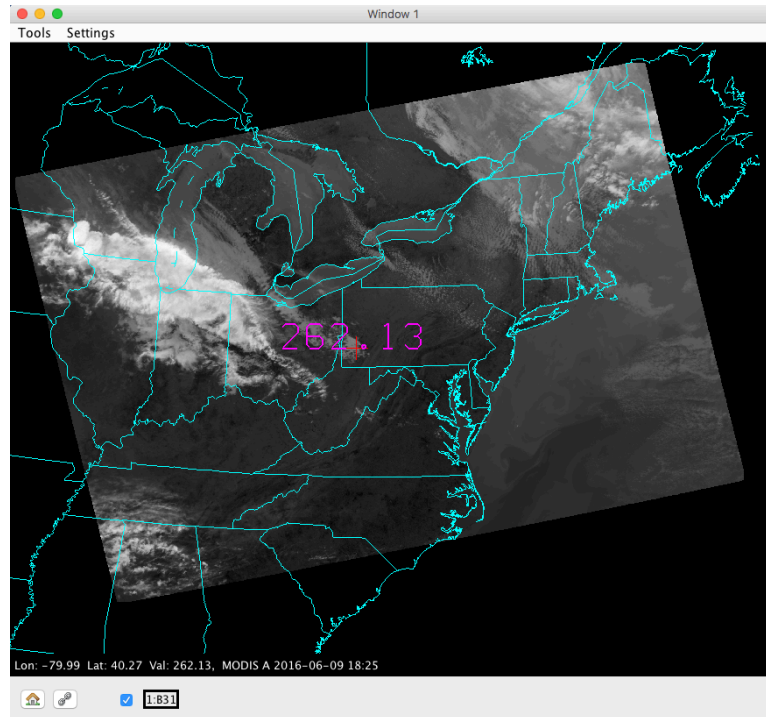 Window 1
Tools Settings
262.13
Lon: -79.99 Lat: 40.27 Val: 262.13, MODIS A 2016-06-09 18:25
1:B31